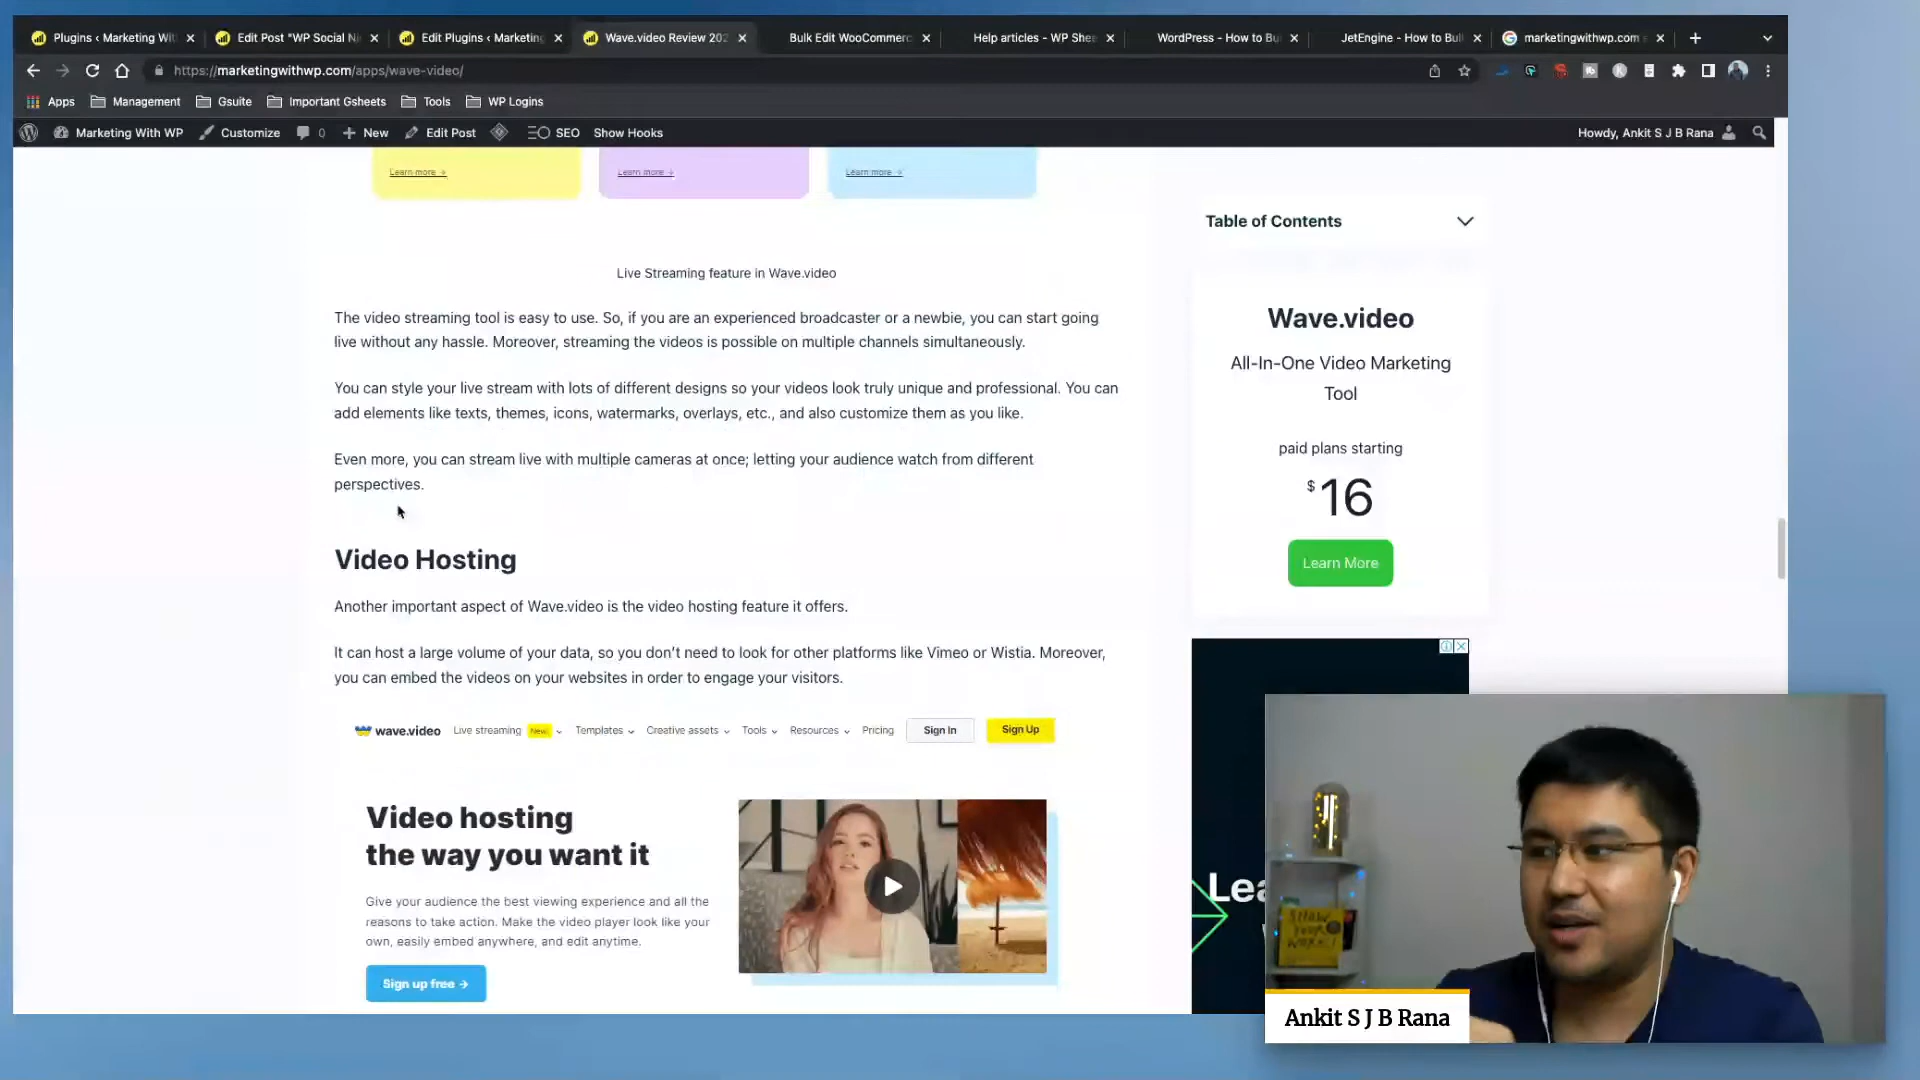 Plugins ‹ Marketing Wit
Edit Post "WP Social Ni
Edit Plugins ‹ Marketing
Wave.video Review 202
Bulk Edit WooCommerc
Help articles - WP Shee
WordPress - How to Bu
JetEngine - How to Bul
marketingwithwp.com
https://marketingwithwp.com/apps/wave-video/
Apps
Management
Gsuite
Important Gsheets
Tools
WP Logins
Marketing With WP
Customize
0
New
Edit Post
SEO
Show Hooks
Howdy, Ankit S J B Rana
Learn more →
Learn more →
Learn more →
Live Streaming feature in Wave.video
The video streaming tool is easy to use. So, if you are an experienced broadcaster or a newbie, you can start going
live without any hassle. Moreover, streaming the videos is possible on multiple channels simultaneously.
You can style your live stream with lots of different designs so your videos look truly unique and professional. You can
add elements like texts, themes, icons, watermarks, overlays, etc., and also customize them as you like.
Even more, you can stream live with multiple cameras at once; letting your audience watch from different
perspectives.
Video Hosting
Another important aspect of Wave.video is the video hosting feature it offers.
It can host a large volume of your data, so you don't need to look for other platforms like Vimeo or Wistia. Moreover,
you can embed the videos on your websites in order to engage your visitors.
wave.video
Live streaming
New
Templates
Creative assets
Tools
Resources
Pricing
Sign In
Sign Up
Video hosting
the way you want it
Give your audience the best viewing experience and all the
reasons to take action. Make the video player look like your
own, easily embed anywhere, and edit anytime.
Sign up free →
Table of Contents
Wave.video
All-In-One Video Marketing
Tool
paid plans starting
$16
Learn More
Lea
SHOW
YOUR
WORK!
Ankit S J B Rana